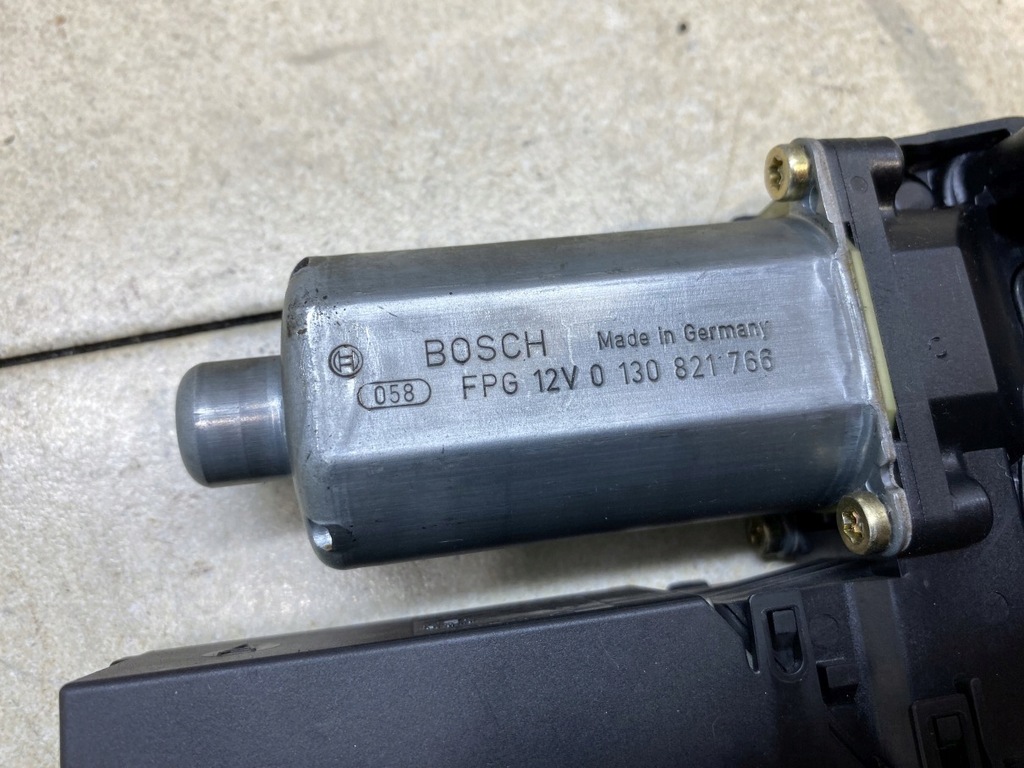 BOSCH Made in Germany
058 FPG 12V 0 130 821 766